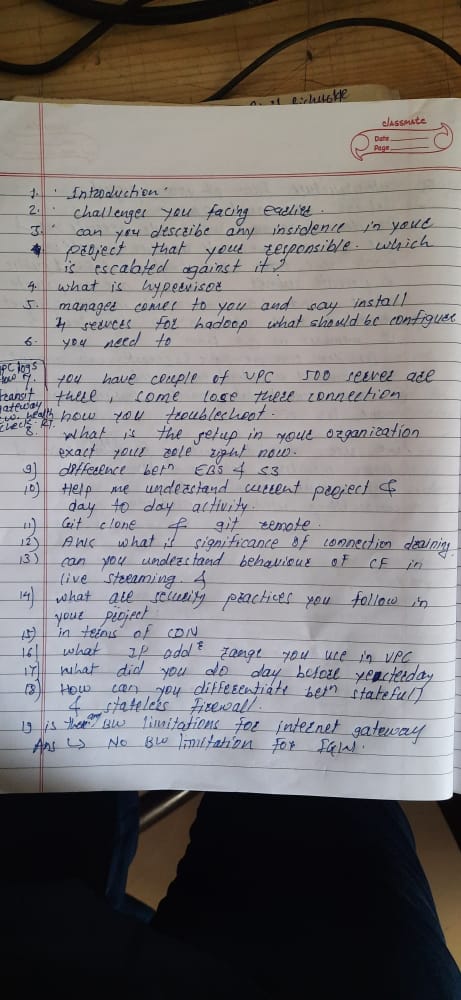 classmate
Date
Page
1. Introduction.
2. challenges you facing earlier.
3. can you describe any insidence in your
project that your responsible. which
is escalated against it?
4. what is hypervisor
5. manager comes to you and say install
4 servers for hadoop what should be configure
6. you need to
VPC logs
7. you have couple of VPC 500 server are
Transit there, some lose there connection
gateway
health how you troubleshoot.
check. R7.
8. What is the setup in your organization
exact your role right now.
9) difference betn EBS & S3
10) Help me understand current project &
day to day activity.
11) Git clone & git remote.
12) AWS what is significance of connection draining
13) can you understand behaviour of CF in
live streaming. &
14) what are security practices you follow in
your project
15) in terms of CDN
16) what IP addr range you use in VPC
17) What did you do day before yesterday
18) How can you differentiate betn stateful
& stateless firewall.
19 is there any BW limitations for internet gateway
Ans ↳ No BW limitation for IGW.